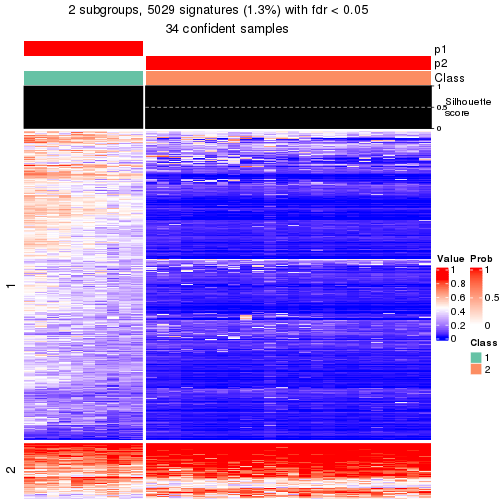 2 subgroups, 5029 signatures (1.3%) with fdr < 0.05
34 confident samples
p1
p2
Class
1
0.5
0
Silhouette
score
1
2
Value
1
0.8
0.6
0.4
0.2
0
Prob
1
0.5
0
Class
1
2